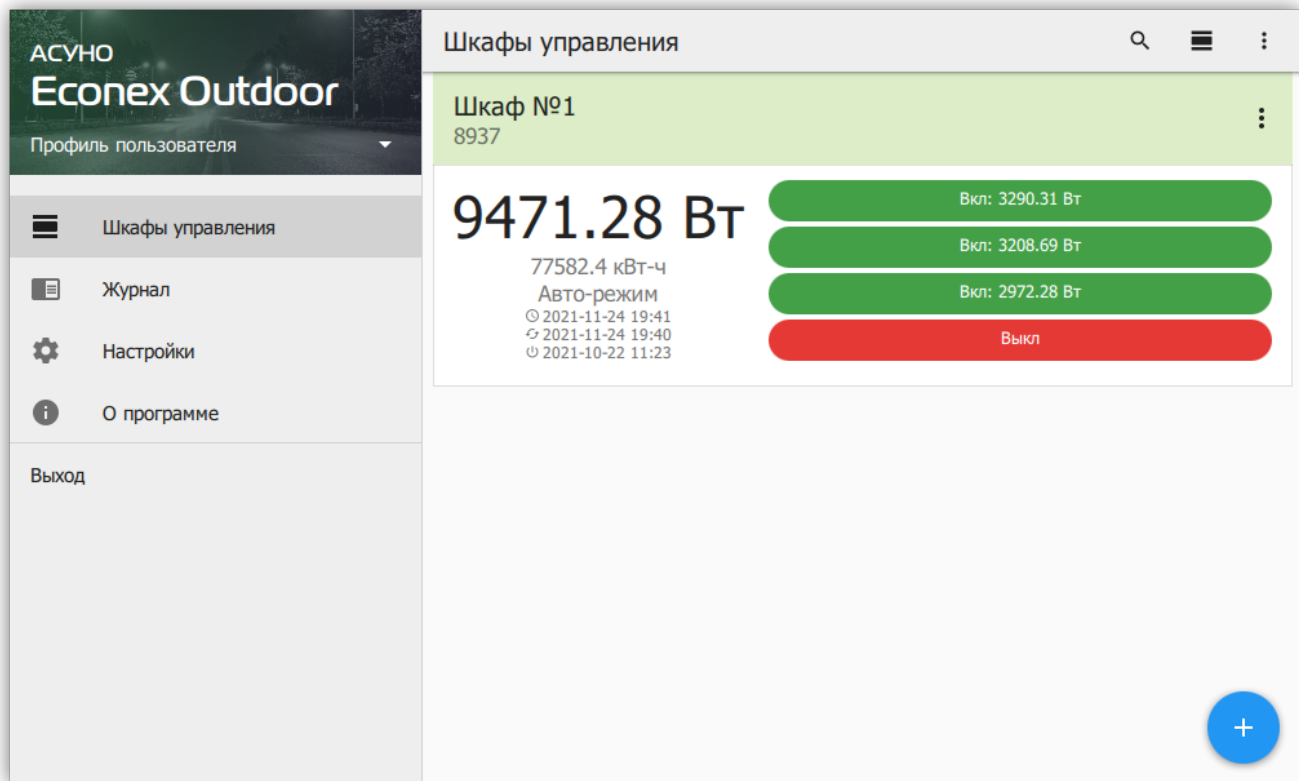 АСУНО
Econex Outdoor
Профиль пользователя
Шкафы управления
Журнал
Настройки
О программе
Выход
Шкафы управления
Шкаф №1
8937
9471.28 Вт
77582.4 кВт-ч
Авто-режим
2021-11-24 19:41
2021-11-24 19:40
2021-10-22 11:23
Вкл: 3290.31 Вт
Вкл: 3208.69 Вт
Вкл: 2972.28 Вт
Выкл